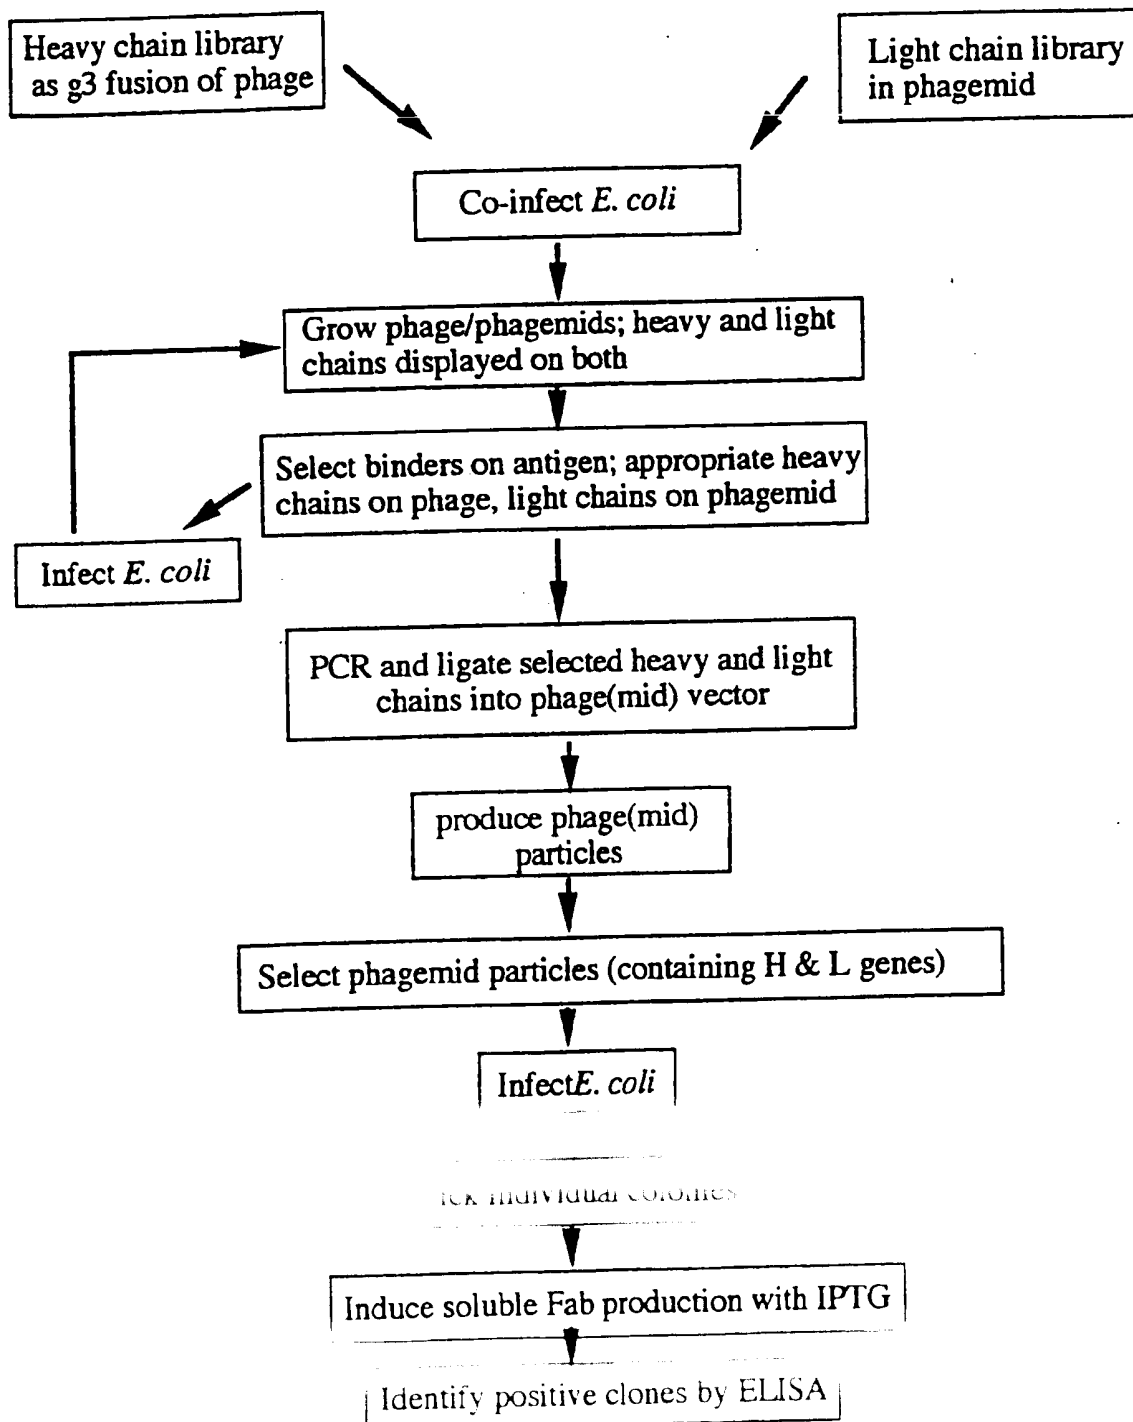 Heavy chain library
as g3 fusion of phage
Light chain library
in phagemid
Co-infect E. coli
Grow phage/phagemids; heavy and light
chains displayed on both
Select binders on antigen; appropriate heavy
chains on phage, light chains on phagemid
Infect E. coli
PCR and ligate selected heavy and light
chains into phage(mid) vector
produce phage(mid)
particles
Select phagemid particles (containing H & L genes)
InfectE. coli
individual colonies
Induce soluble Fab production with IPTG
Identify positive clones by ELISA